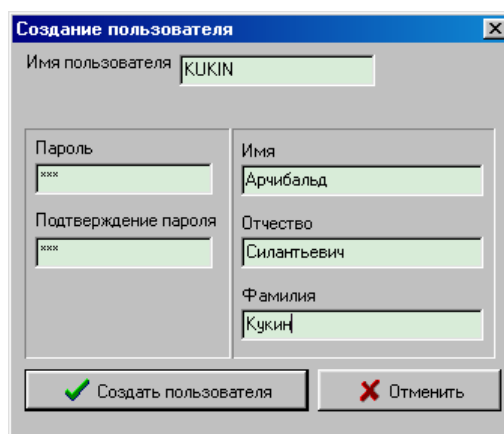 Создание пользователя
Имя пользователя KUKIN
Пароль
***
Подтверждение пароля
***
Имя
Арчибальд
Отчество
Силантьевич
Фамилия
Кукин
Создать пользователя
Отменить